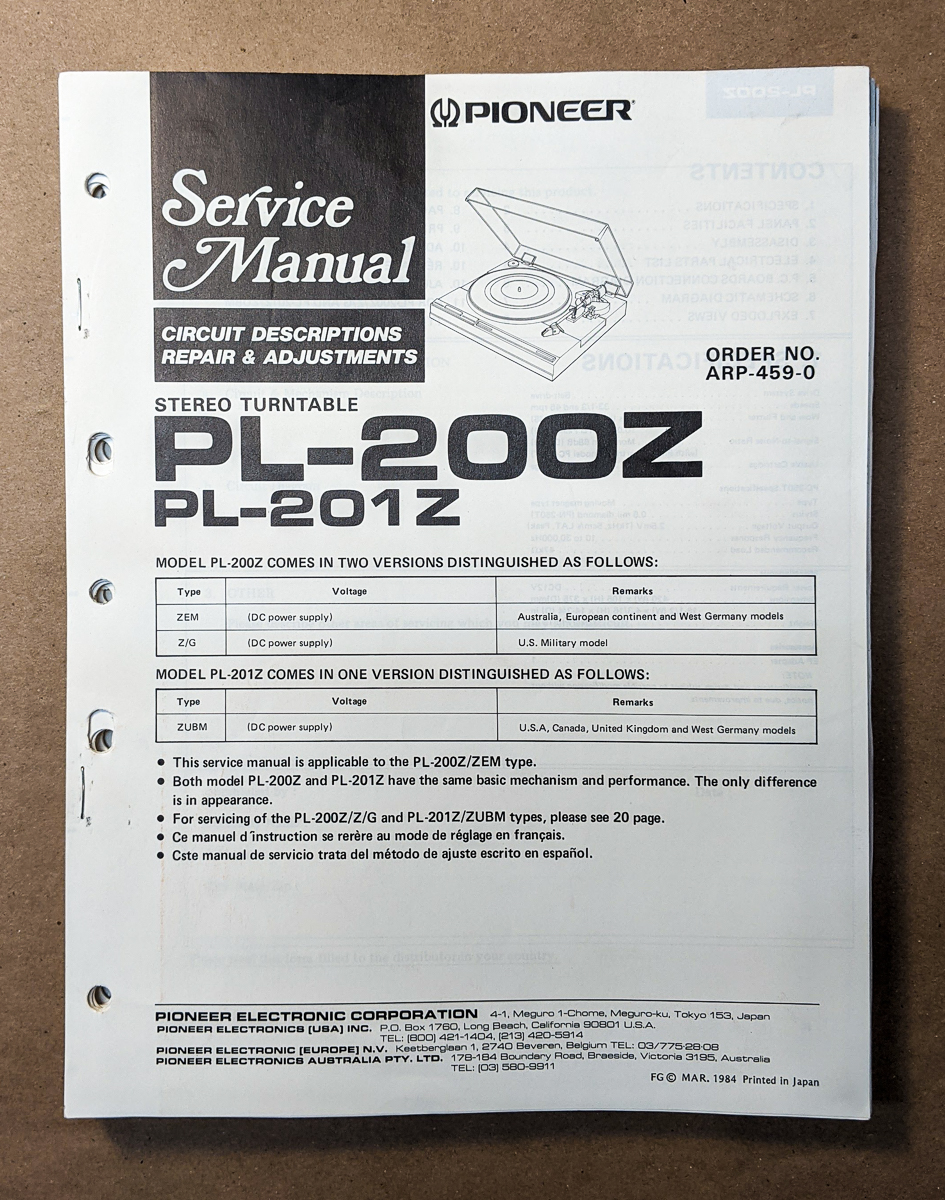 PIONEER®
Service
Manual
CIRCUIT DESCRIPTIONS
REPAIR & ADJUSTMENTS
ORDER NO.
ARP-459-0
STEREO TURNTABLE
PL-200Z
PL-201Z
MODEL PL-200Z COMES IN TWO VERSIONS DISTINGUISHED AS FOLLOWS:
Type Voltage Remarks
ZEM (DC power supply) Australia, European continent and West Germany models
Z/G (DC power supply) U.S. Military model
MODEL PL-201Z COMES IN ONE VERSION DISTINGUISHED AS FOLLOWS:
Type Voltage Remarks
ZUBM (DC power supply) U.S.A, Canada, United Kingdom and West Germany models
● This service manual is applicable to the PL-200Z/ZEM type.
● Both model PL-200Z and PL-201Z have the same basic mechanism and performance. The only difference
is in appearance.
● For servicing of the PL-200Z/Z/G and PL-201Z/ZUBM types, please see 20 page.
● Ce manuel d'instruction se rerère au mode de réglage en français.
● Cste manual de servicio trata del método de ajuste escrito en español.
PIONEER ELECTRONIC CORPORATION 4-1, Meguro 1-Chome, Meguro-ku, Tokyo 153, Japan
PIONEER ELECTRONICS [USA] INC. P.O. Box 1760, Long Beach, California 90801 U.S.A.
TEL: [800] 421-1404, [213] 420-5914
PIONEER ELECTRONIC [EUROPE] N.V. Keetberglaan 1, 2740 Beveren, Belgium TEL: 03/775·28·08
PIONEER ELECTRONICS AUSTRALIA PTY. LTD. 178-184 Boundary Road, Braeside, Victoria 3195, Australia
TEL: [03] 580-9911
FG © MAR. 1984 Printed in Japan